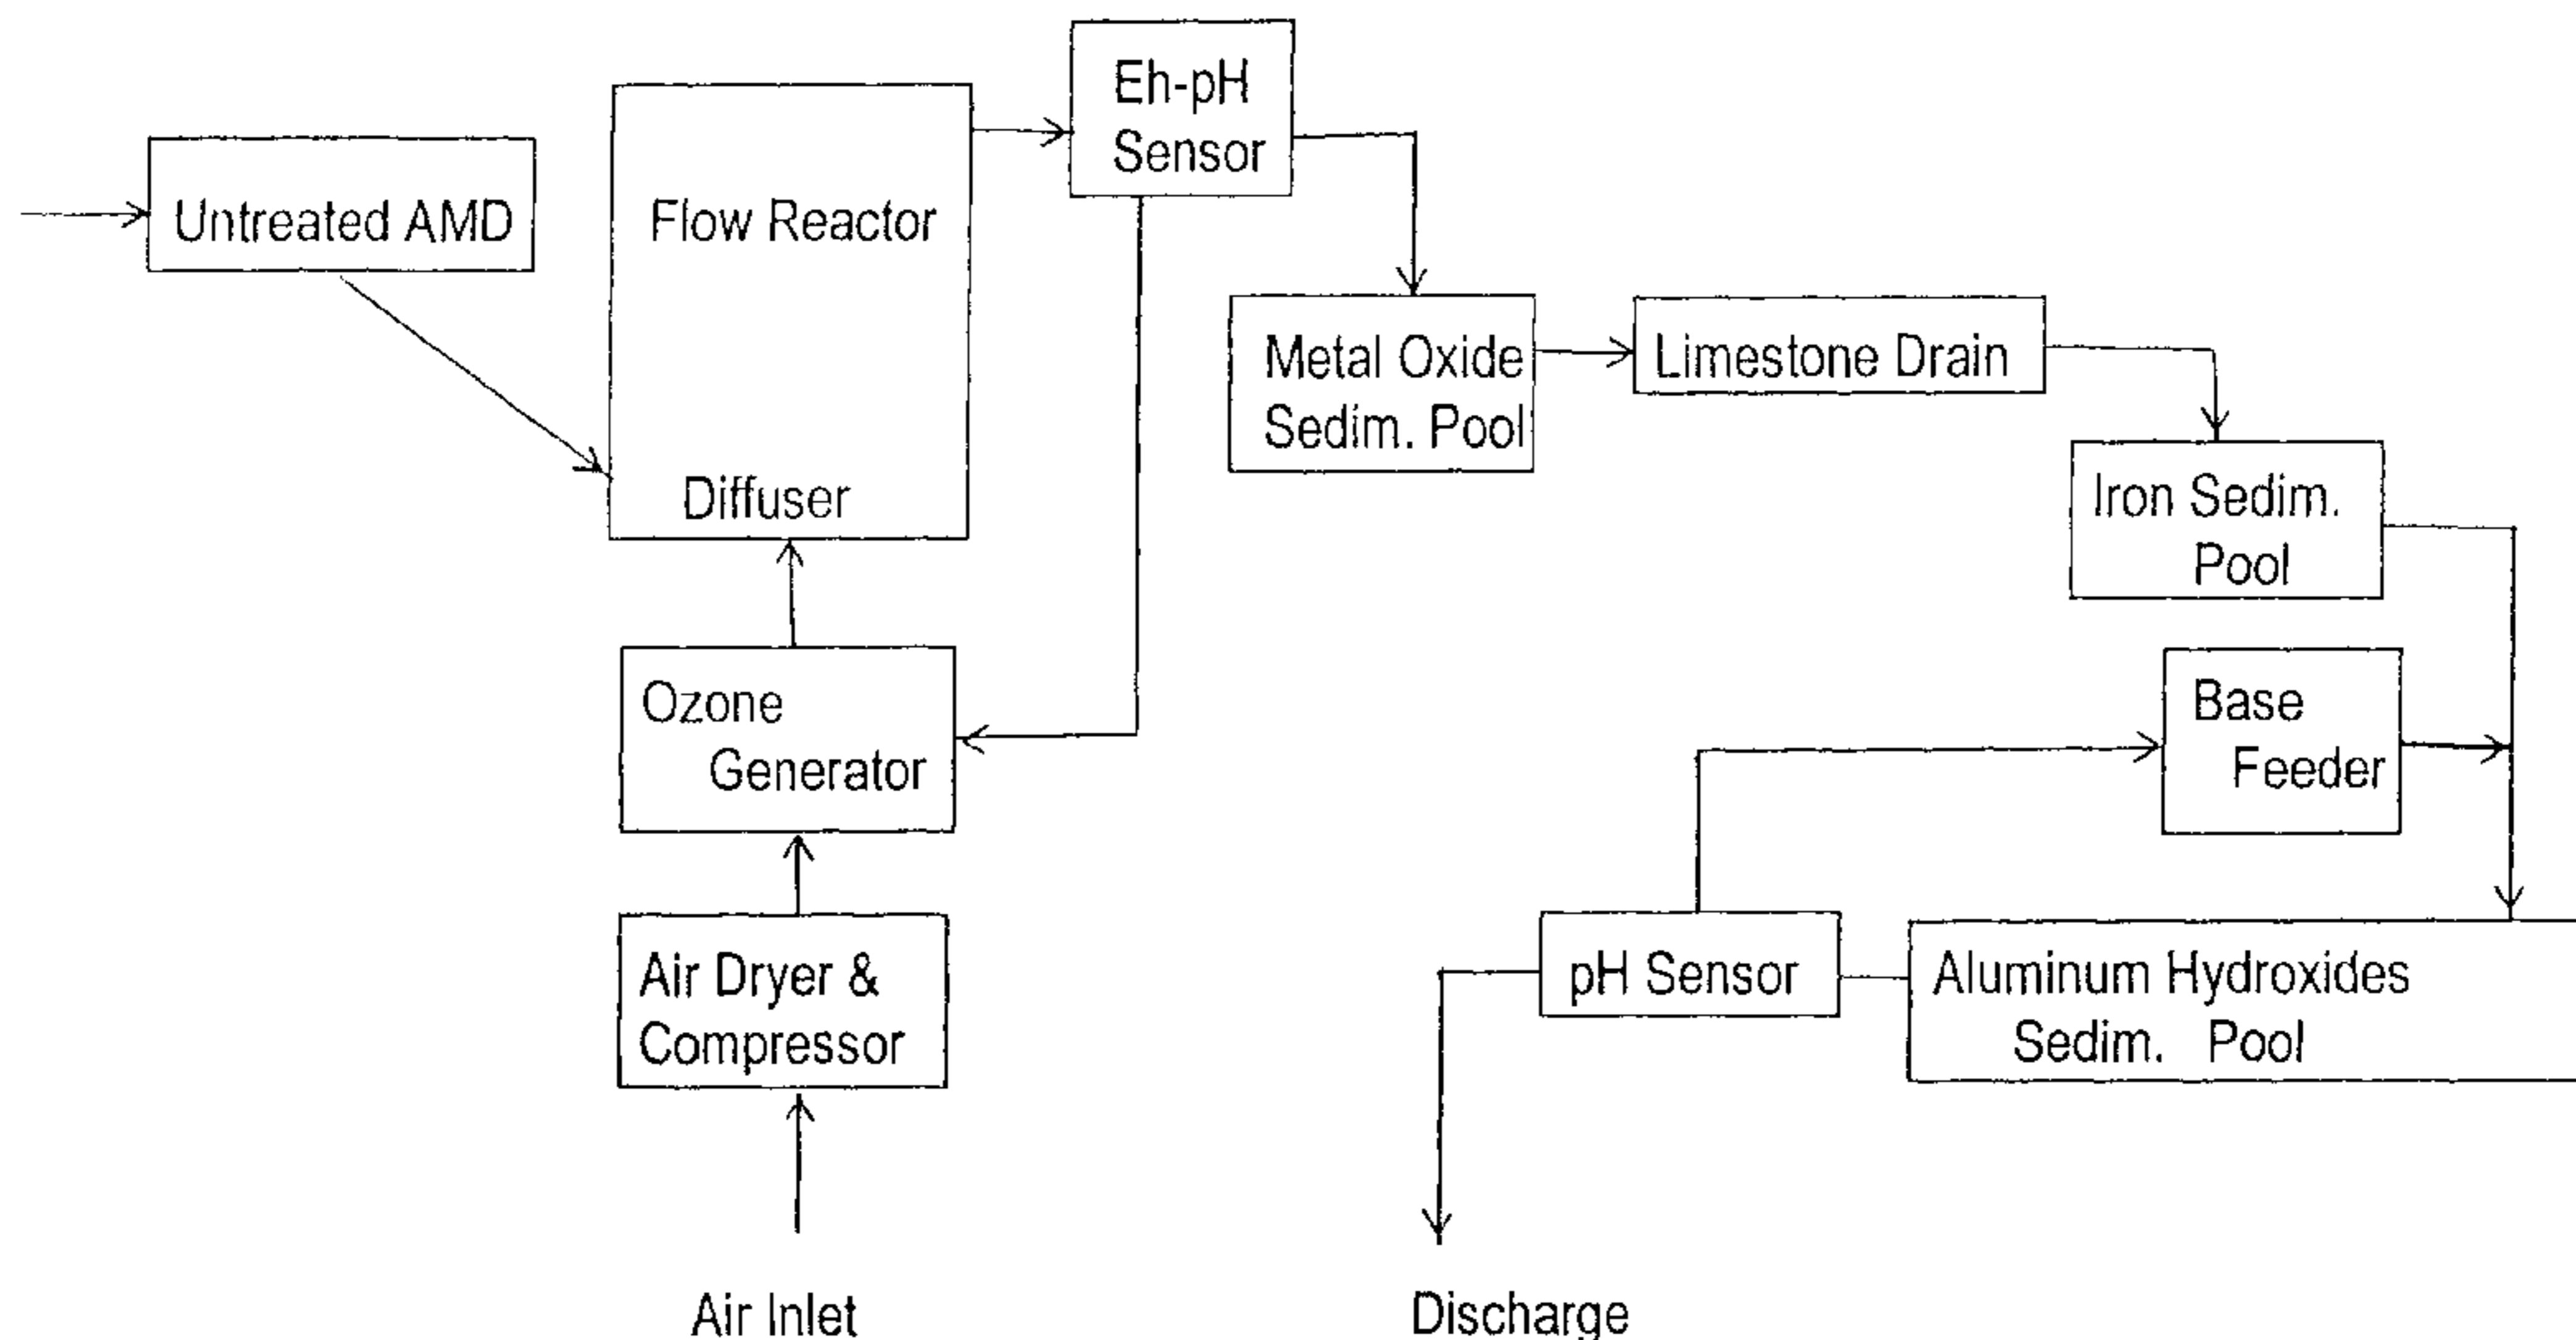 Eh-pH
Sensor
Untreated AMD
Flow Reactor
Diffuser
Metal Oxide
Sedim. Pool
Limestone Drain
Iron Sedim.
Pool
Ozone
Generator
Base
Feeder
Air Dryer &
Compressor
pH Sensor
Aluminum Hydroxides
Sedim. Pool
Air Inlet
Discharge